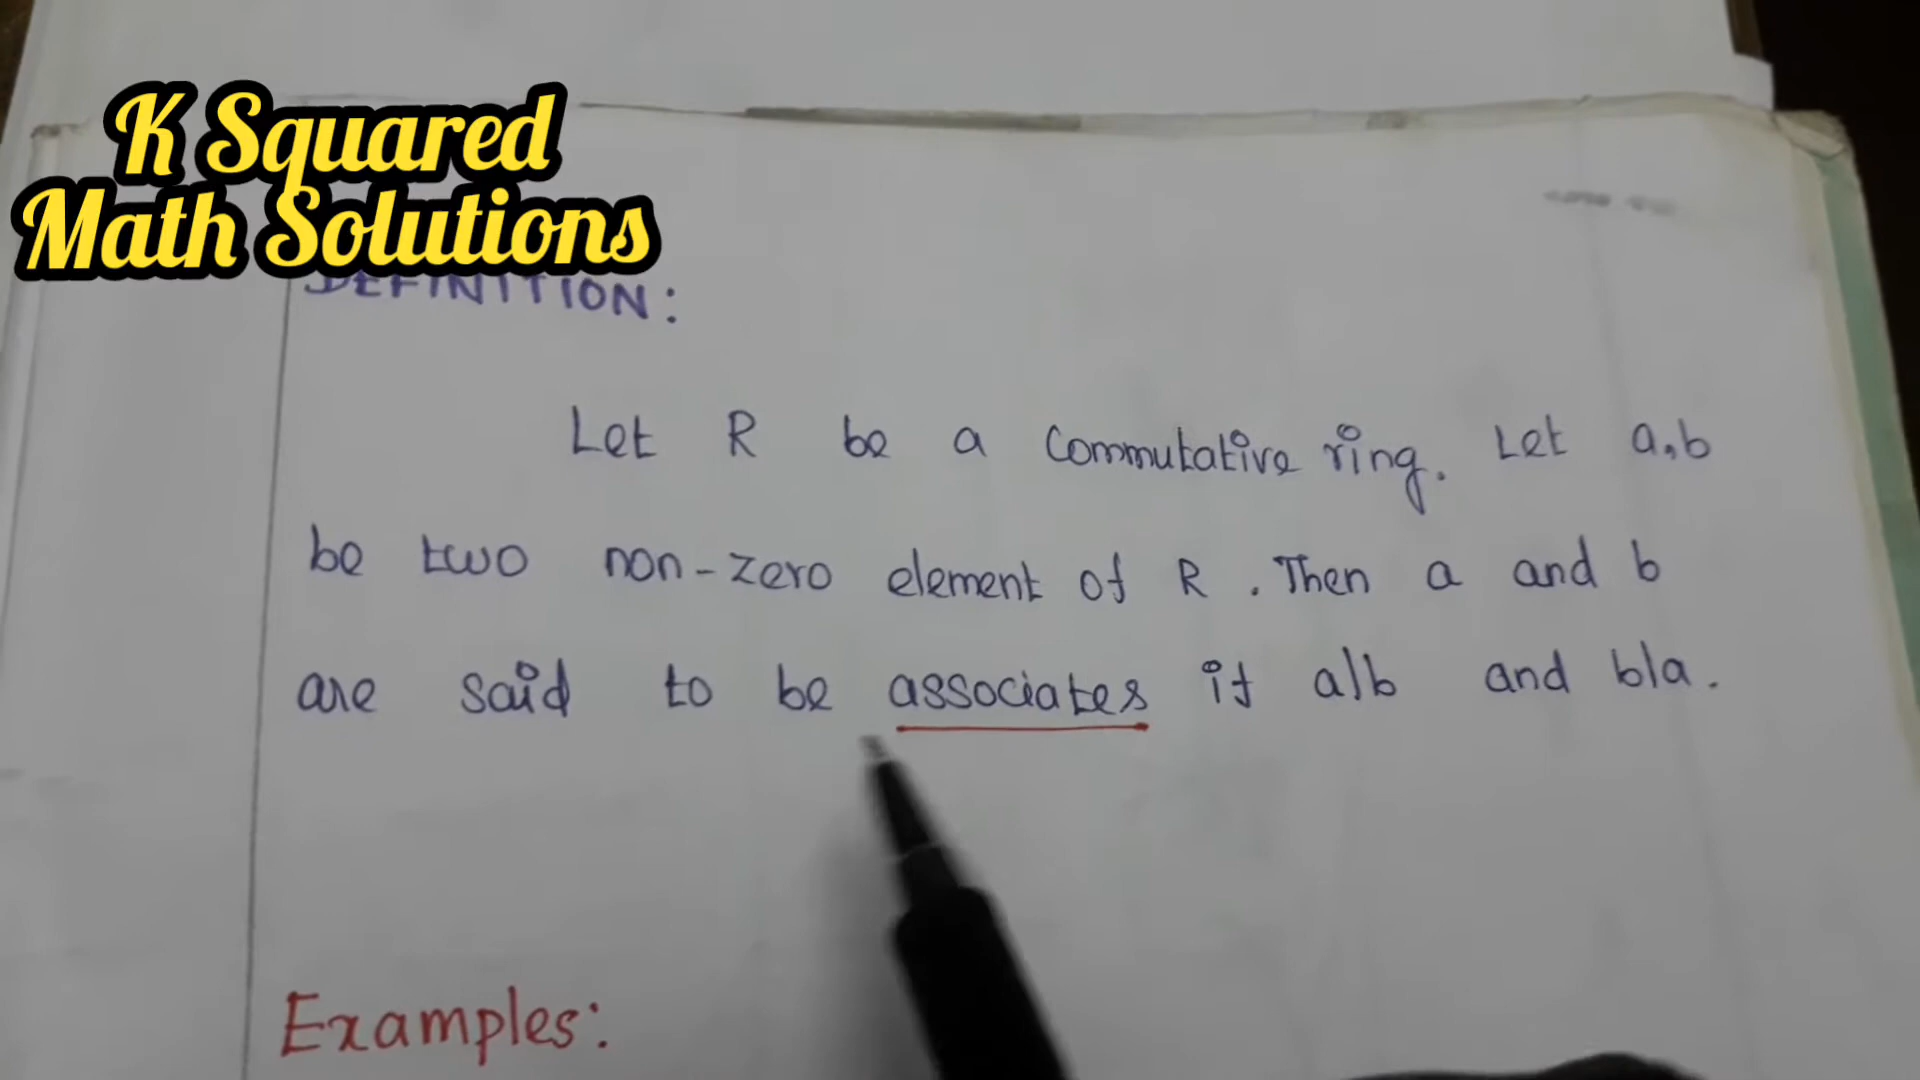 K Squared
Math Solutions
DEFINITION:
Let R be a commutative ring. Let a,b
be two non-zero element of R. Then a and b
are said to be associates if a|b and b|a.
Examples: